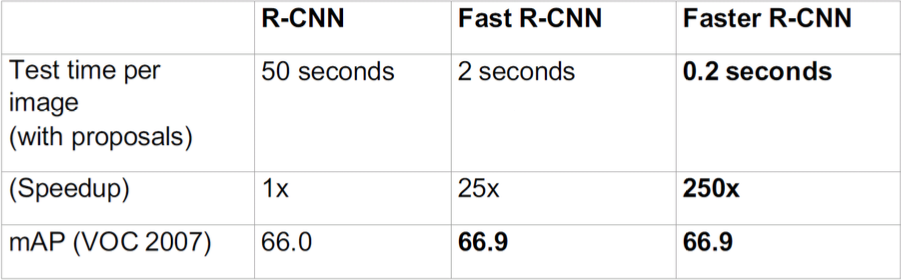 R-CNN Fast R-CNN Faster R-CNN
Test time per image (with proposals) 50 seconds 2 seconds 0.2 seconds
(Speedup) 1x 25x 250x
mAP (VOC 2007) 66.0 66.9 66.9